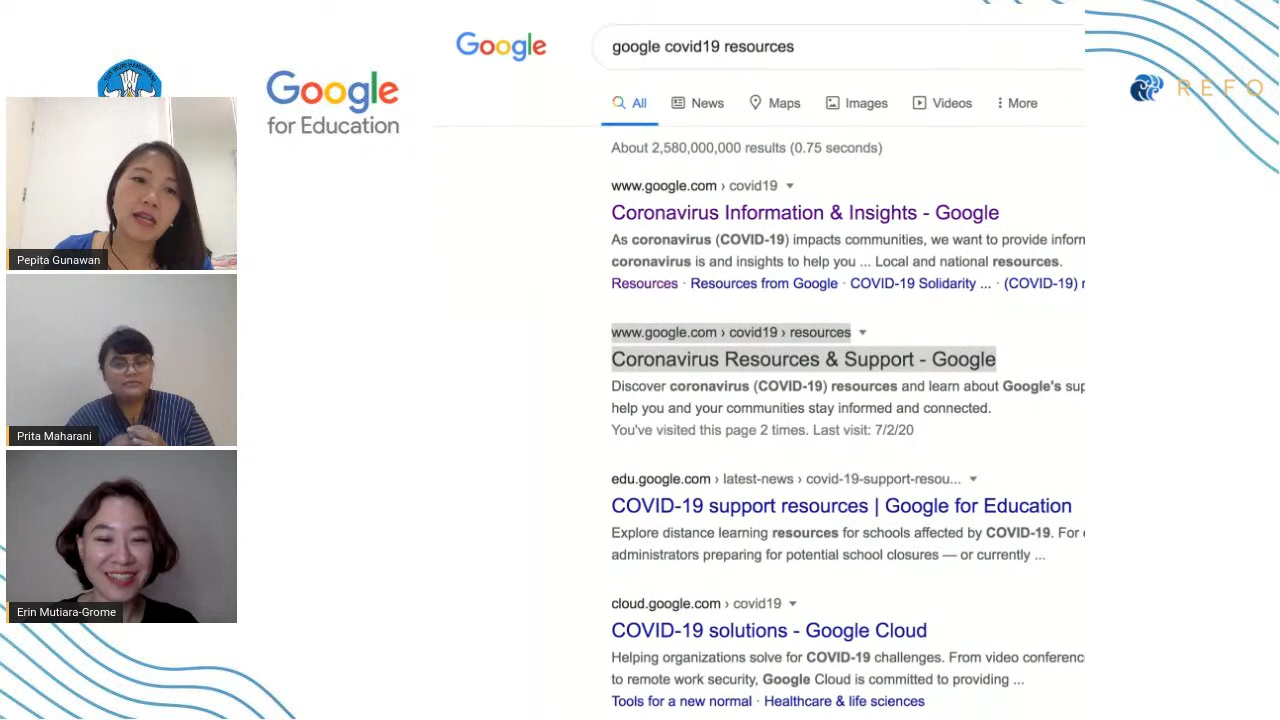 TUT WURI HANDAYANI
Google
for Education
Pepita Gunawan
Prita Maharani
Erin Mutiara-Grome
Google
google covid19 resources
All
News
Maps
Images
Videos
More
About 2,580,000,000 results (0.75 seconds)
www.google.com › covid19
Coronavirus Information & Insights - Google
As coronavirus (COVID-19) impacts communities, we want to provide inform
coronavirus is and insights to help you ... Local and national resources.
Resources · Resources from Google · COVID-19 Solidarity ... · (COVID-19) r
www.google.com › covid19 › resources
Coronavirus Resources & Support - Google
Discover coronavirus (COVID-19) resources and learn about Google's sup
help you and your communities stay informed and connected.
You've visited this page 2 times. Last visit: 7/2/20
edu.google.com › latest-news › covid-19-support-resou...
COVID-19 support resources | Google for Education
Explore distance learning resources for schools affected by COVID-19. For
administrators preparing for potential school closures — or currently ...
cloud.google.com › covid19
COVID-19 solutions - Google Cloud
Helping organizations solve for COVID-19 challenges. From video conferenc
to remote work security, Google Cloud is committed to providing ...
Tools for a new normal · Healthcare & life sciences
REFO